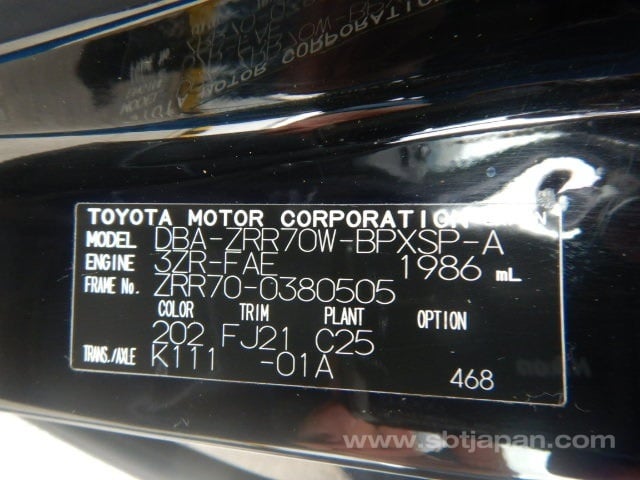 TOYOTA MOTOR CORPORATION
MODEL DBA-ZRR70W-BPXSP-A
ENGINE 3ZR-FAE 1986 mL
FRAME No. ZRR70-0380505
COLOR TRIM PLANT OPTION
202 FJ21 C25
TRANS./AXLE K111 -01A
468
www.sbtjapan.com